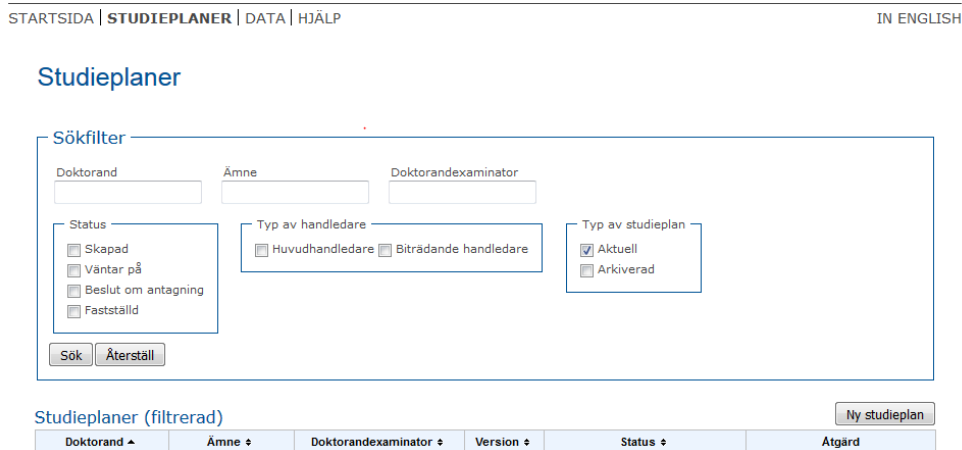 STARTSIDA | STUDIEPLANER | DATA | HJÄLP IN ENGLISH
Studieplaner
Sökfilter
Doktorand Ämne Doktorandexaminator
Status Typ av handledare Typ av studieplan
Skapad Huvudhandledare Biträdande handledare Aktuell
Väntar på Arkiverad
Beslut om antagning
Fastställd
Sök Återställ
Studieplaner (filtrerad) Ny studieplan
Doktorand Ämne Doktorandexaminator Version Status Åtgärd